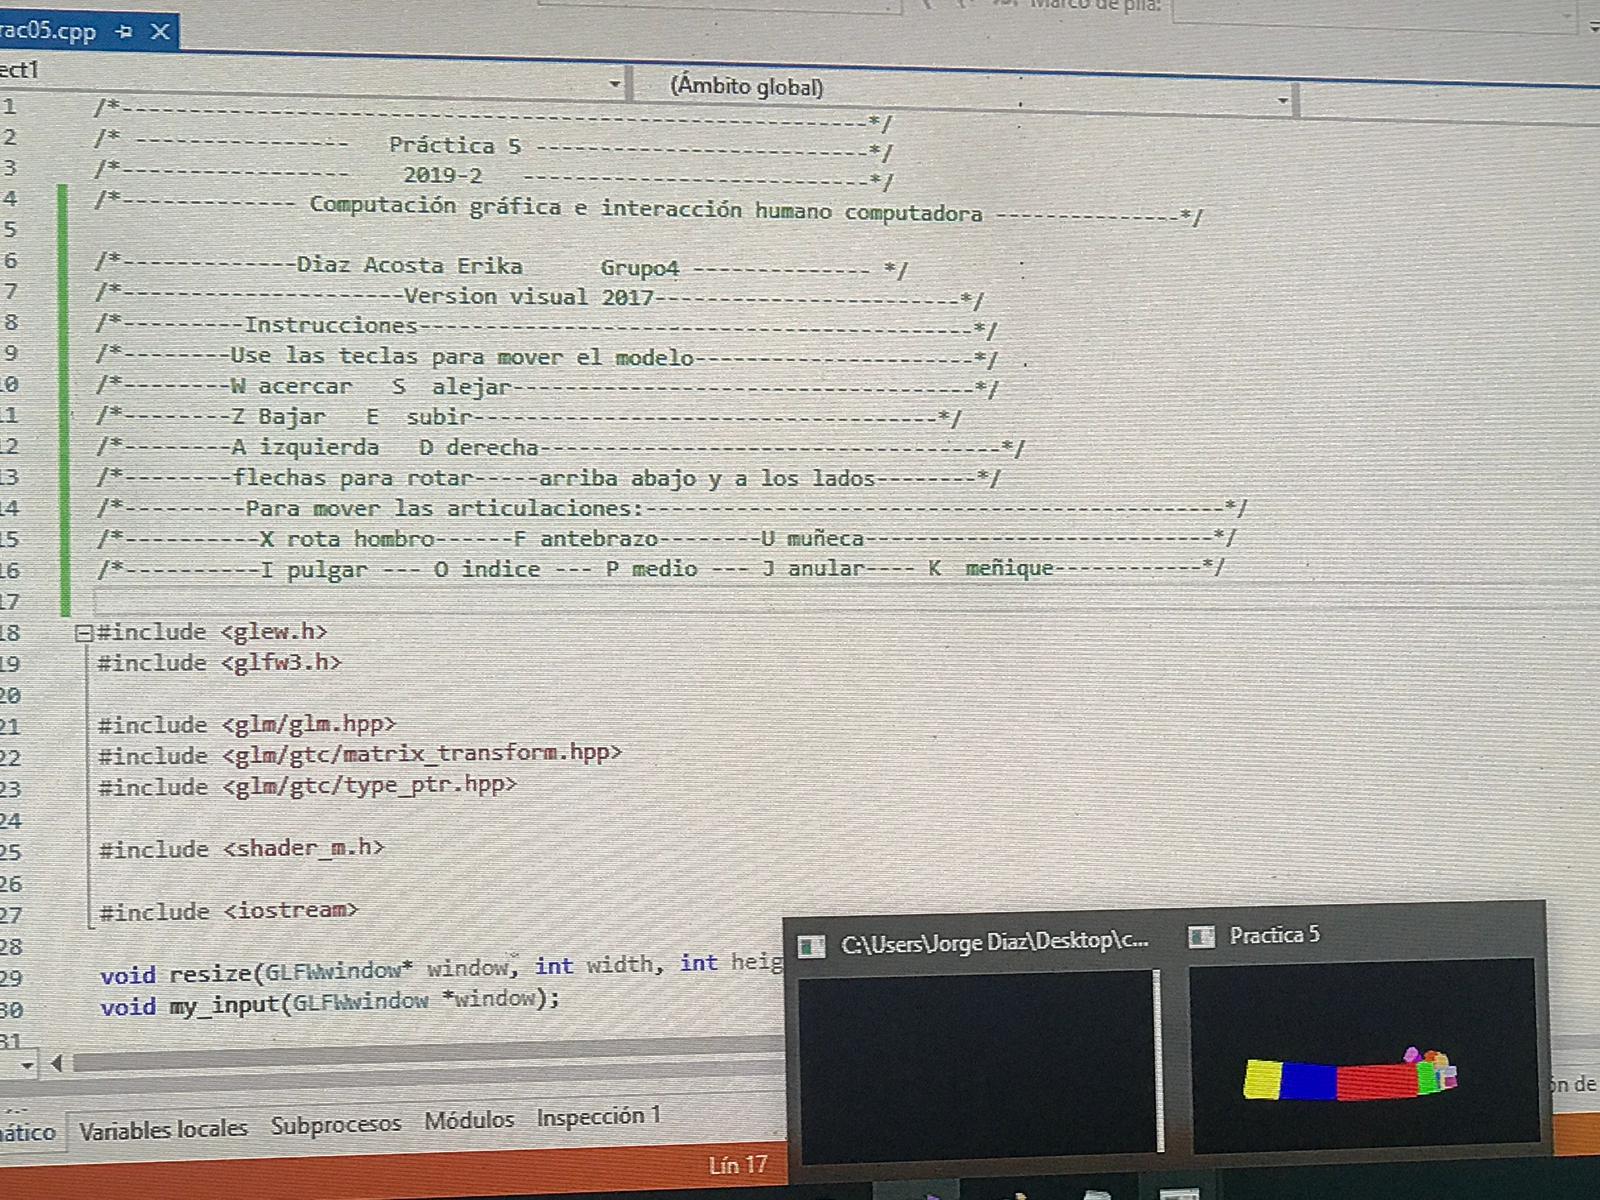 Marco de pila:
rac05.cpp
ect1
(Ámbito global)
1 /*---------------------------------------------------*/
2 /* ---------------- Práctica 5 -------------------------*/
3 /*----------------- 2019-2 --------------------------*/
4 /*------------- Computación gráfica e interacción humano computadora --------------*/
5
6 /*-------------Diaz Acosta Erika Grupo4 -------------- */
7 /*---------------------Version visual 2017-----------------------*/
8 /*---------Instrucciones------------------------------------------*/
9 /*--------Use las teclas para mover el modelo---------------------*/
10 /*--------W acercar S alejar-----------------------------------*/
11 /*--------Z Bajar E subir-----------------------------------*/
12 /*--------A izquierda D derecha-----------------------------------*/
13 /*--------flechas para rotar-----arriba abajo y a los lados--------*/
14 /*---------Para mover las articulaciones:--------------------------------------------*/
15 /*----------X rota hombro------F antebrazo--------U muñeca--------------------------*/
16 /*----------I pulgar --- O indice --- P medio --- J anular---- K meñique-----------*/
17
18 #include <glew.h>
19 #include <glfw3.h>
20
21 #include <glm/glm.hpp>
22 #include <glm/gtc/matrix_transform.hpp>
23 #include <glm/gtc/type_ptr.hpp>
24
25 #include <shader_m.h>
26
27 #include <iostream>
28
29 void resize(GLFWwindow* window, int width, int heig
30 void my_input(GLFWwindow *window);
31
C:\Users\Jorge Diaz\Desktop\c... Practica 5
ático Variables locales Subprocesos Módulos Inspección 1
ón de
Lín 17